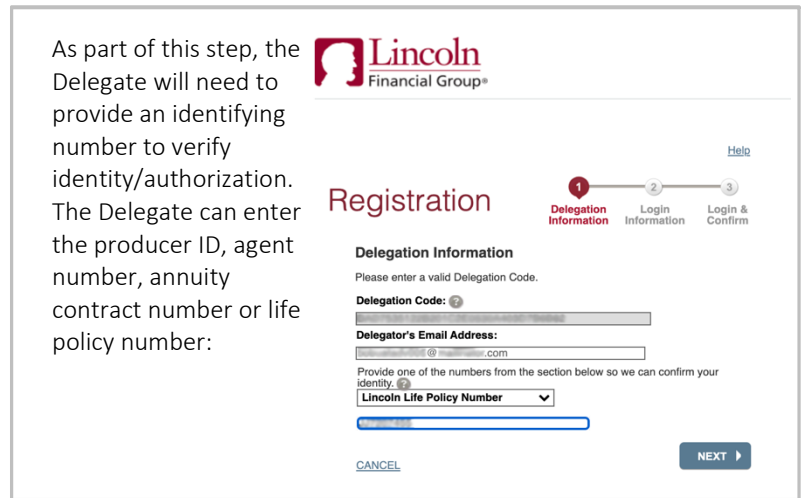 As part of this step, the
Delegate will need to
provide an identifying
number to verify
identity/authorization.
The Delegate can enter
the producer ID, agent
number, annuity
contract number or life
policy number:
Lincoln
Financial Group®
Help
Registration
1
2
3
Delegation
Information
Login
Information
Login &
Confirm
Delegation Information
Please enter a valid Delegation Code.
Delegation Code: ?
Delegator's Email Address:
@ .com
Provide one of the numbers from the section below so we can confirm your
identity. ?
Lincoln Life Policy Number
CANCEL
NEXT